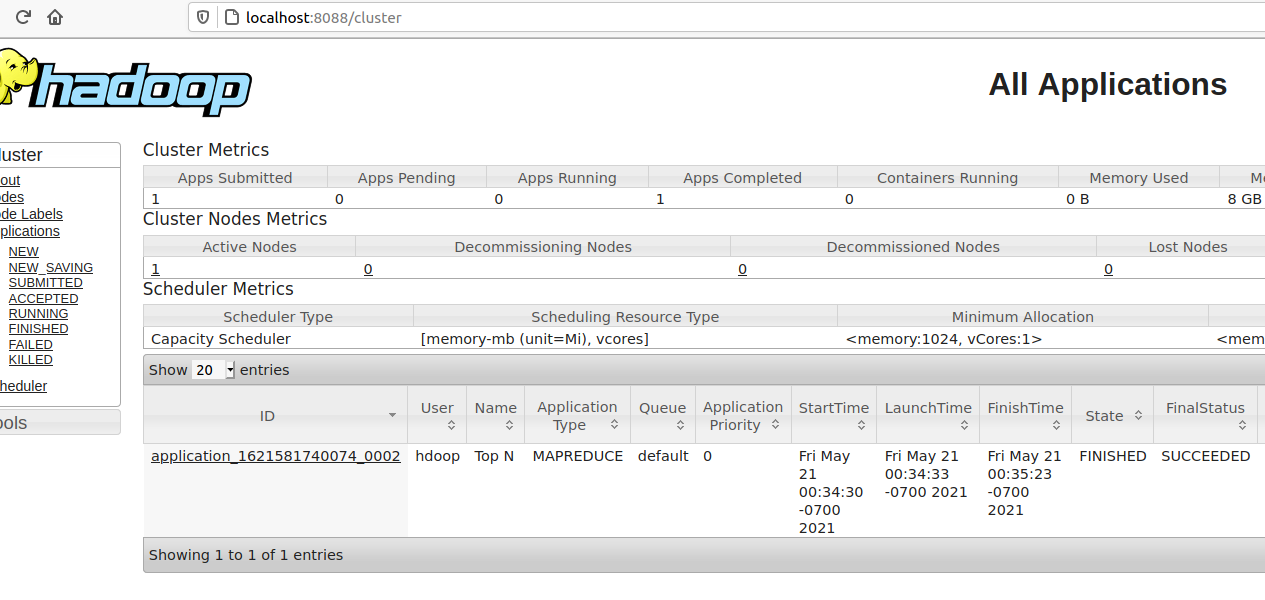 localhost:8088/cluster
hadoop
All Applications
luster
out
des
de Labels
plications
NEW
NEW_SAVING
SUBMITTED
ACCEPTED
RUNNING
FINISHED
FAILED
KILLED
heduler
ools
Cluster Metrics
Apps Submitted Apps Pending Apps Running Apps Completed Containers Running Memory Used M
1 0 0 1 0 0 B 8 GB
Cluster Nodes Metrics
Active Nodes Decommissioning Nodes Decommissioned Nodes Lost Nodes
1 0 0 0
Scheduler Metrics
Scheduler Type Scheduling Resource Type Minimum Allocation
Capacity Scheduler [memory-mb (unit=Mi), vcores] <memory:1024, vCores:1> <mem
Show 20 entries
ID User Name Application Type Queue Application Priority StartTime LaunchTime FinishTime State FinalStatus
application_1621581740074_0002 hdoop Top N MAPREDUCE default 0 Fri May 21 00:34:30 -0700 2021 Fri May 21 00:34:33 -0700 2021 Fri May 21 00:35:23 -0700 2021 FINISHED SUCCEEDED
Showing 1 to 1 of 1 entries